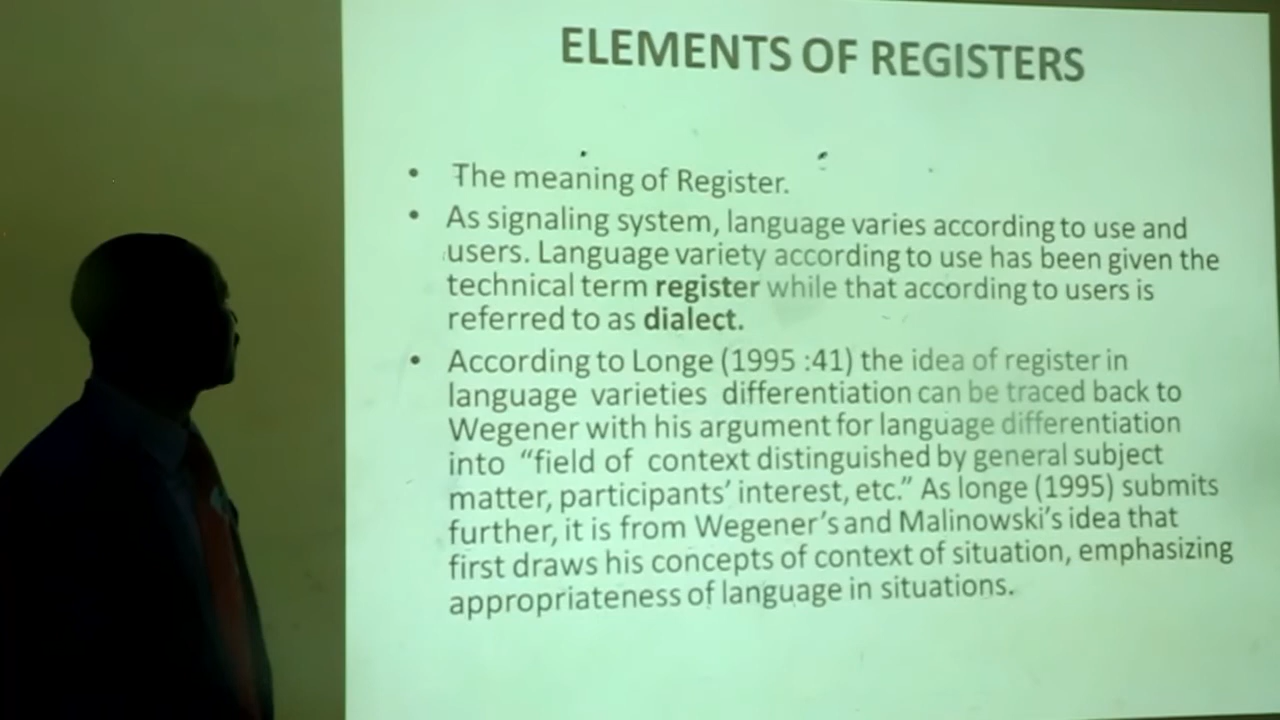 ELEMENTS OF REGISTERS
• The meaning of Register.
• As signaling system, language varies according to use and
users. Language variety according to use has been given the
technical term register while that according to users is
referred to as dialect.
• According to Longe (1995 :41) the idea of register in
language varieties differentiation can be traced back to
Wegener with his argument for language differentiation
into “field of context distinguished by general subject
matter, participants’ interest, etc.” As longe (1995) submits
further, it is from Wegener’s and Malinowski’s idea that
first draws his concepts of context of situation, emphasizing
appropriateness of language in situations.